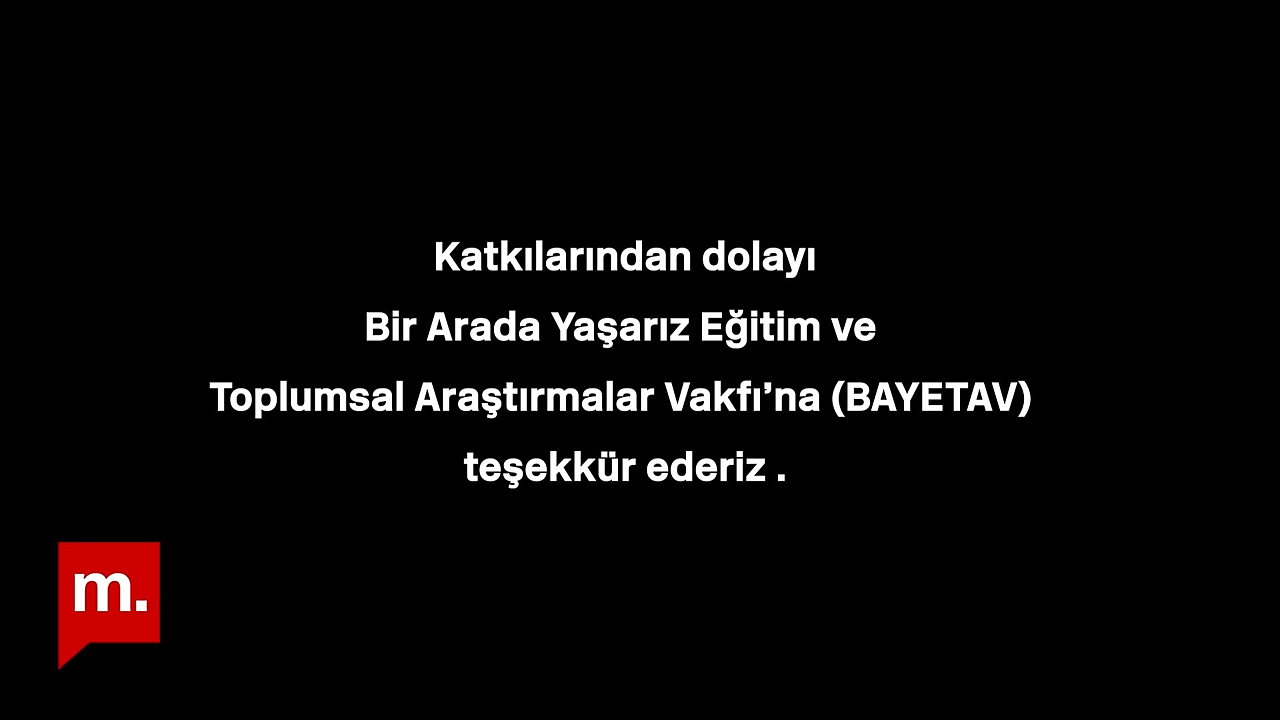 Katkılarından dolayı
Bir Arada Yaşarız Eğitim ve
Toplumsal Araştırmalar Vakfı’na (BAYETAV)
teşekkür ederiz .
m.